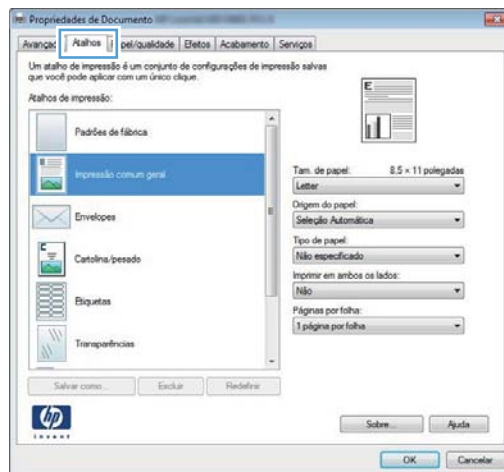 Propriedades de Documento
Atalhos
pel/qualidade
Efetos
Acabamento
Serviços
Um atalho de impressão é um conjunto de configurações de impressão salvas
que você pode aplicar com um único clique.
Atalhos de impressão:
Padrões de fábrica
Impressão comum geral
Envelopes
Cartolina/pesado
Etiquetas
Transparências
Salvar como...
Excluir
Redefinir
E
Tam. de papel: 8,5 × 11 polegadas
Letter
Origem do papel:
Seleção Automática
Tipo de papel:
Não especificado
Imprimir em ambos os lados:
Não
Páginas por folha:
1 página por folha
hp
invent
Sobre...
Ajuda
OK
Cancelar